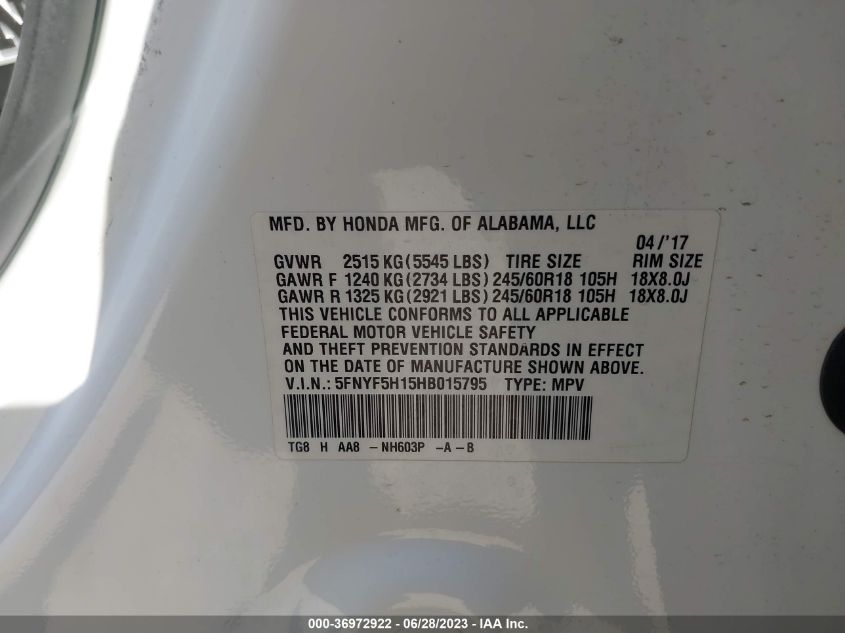 MFD. BY HONDA MFG. OF ALABAMA, LLC
04/'17
GVWR 2515 KG(5545 LBS) TIRE SIZE RIM SIZE
GAWR F 1240 KG(2734 LBS) 245/60R18 105H 18X8.0J
GAWR R 1325 KG(2921 LBS) 245/60R18 105H 18X8.0J
THIS VEHICLE CONFORMS TO ALL APPLICABLE
FEDERAL MOTOR VEHICLE SAFETY
AND THEFT PREVENTION STANDARDS IN EFFECT
ON THE DATE OF MANUFACTURE SHOWN ABOVE.
V.I.N.: 5FNYF5H15HB015795 TYPE: MPV
TG8 H AA8 -NH603P -A-B
000-36972922 - 06/28/2023 - IAA Inc.